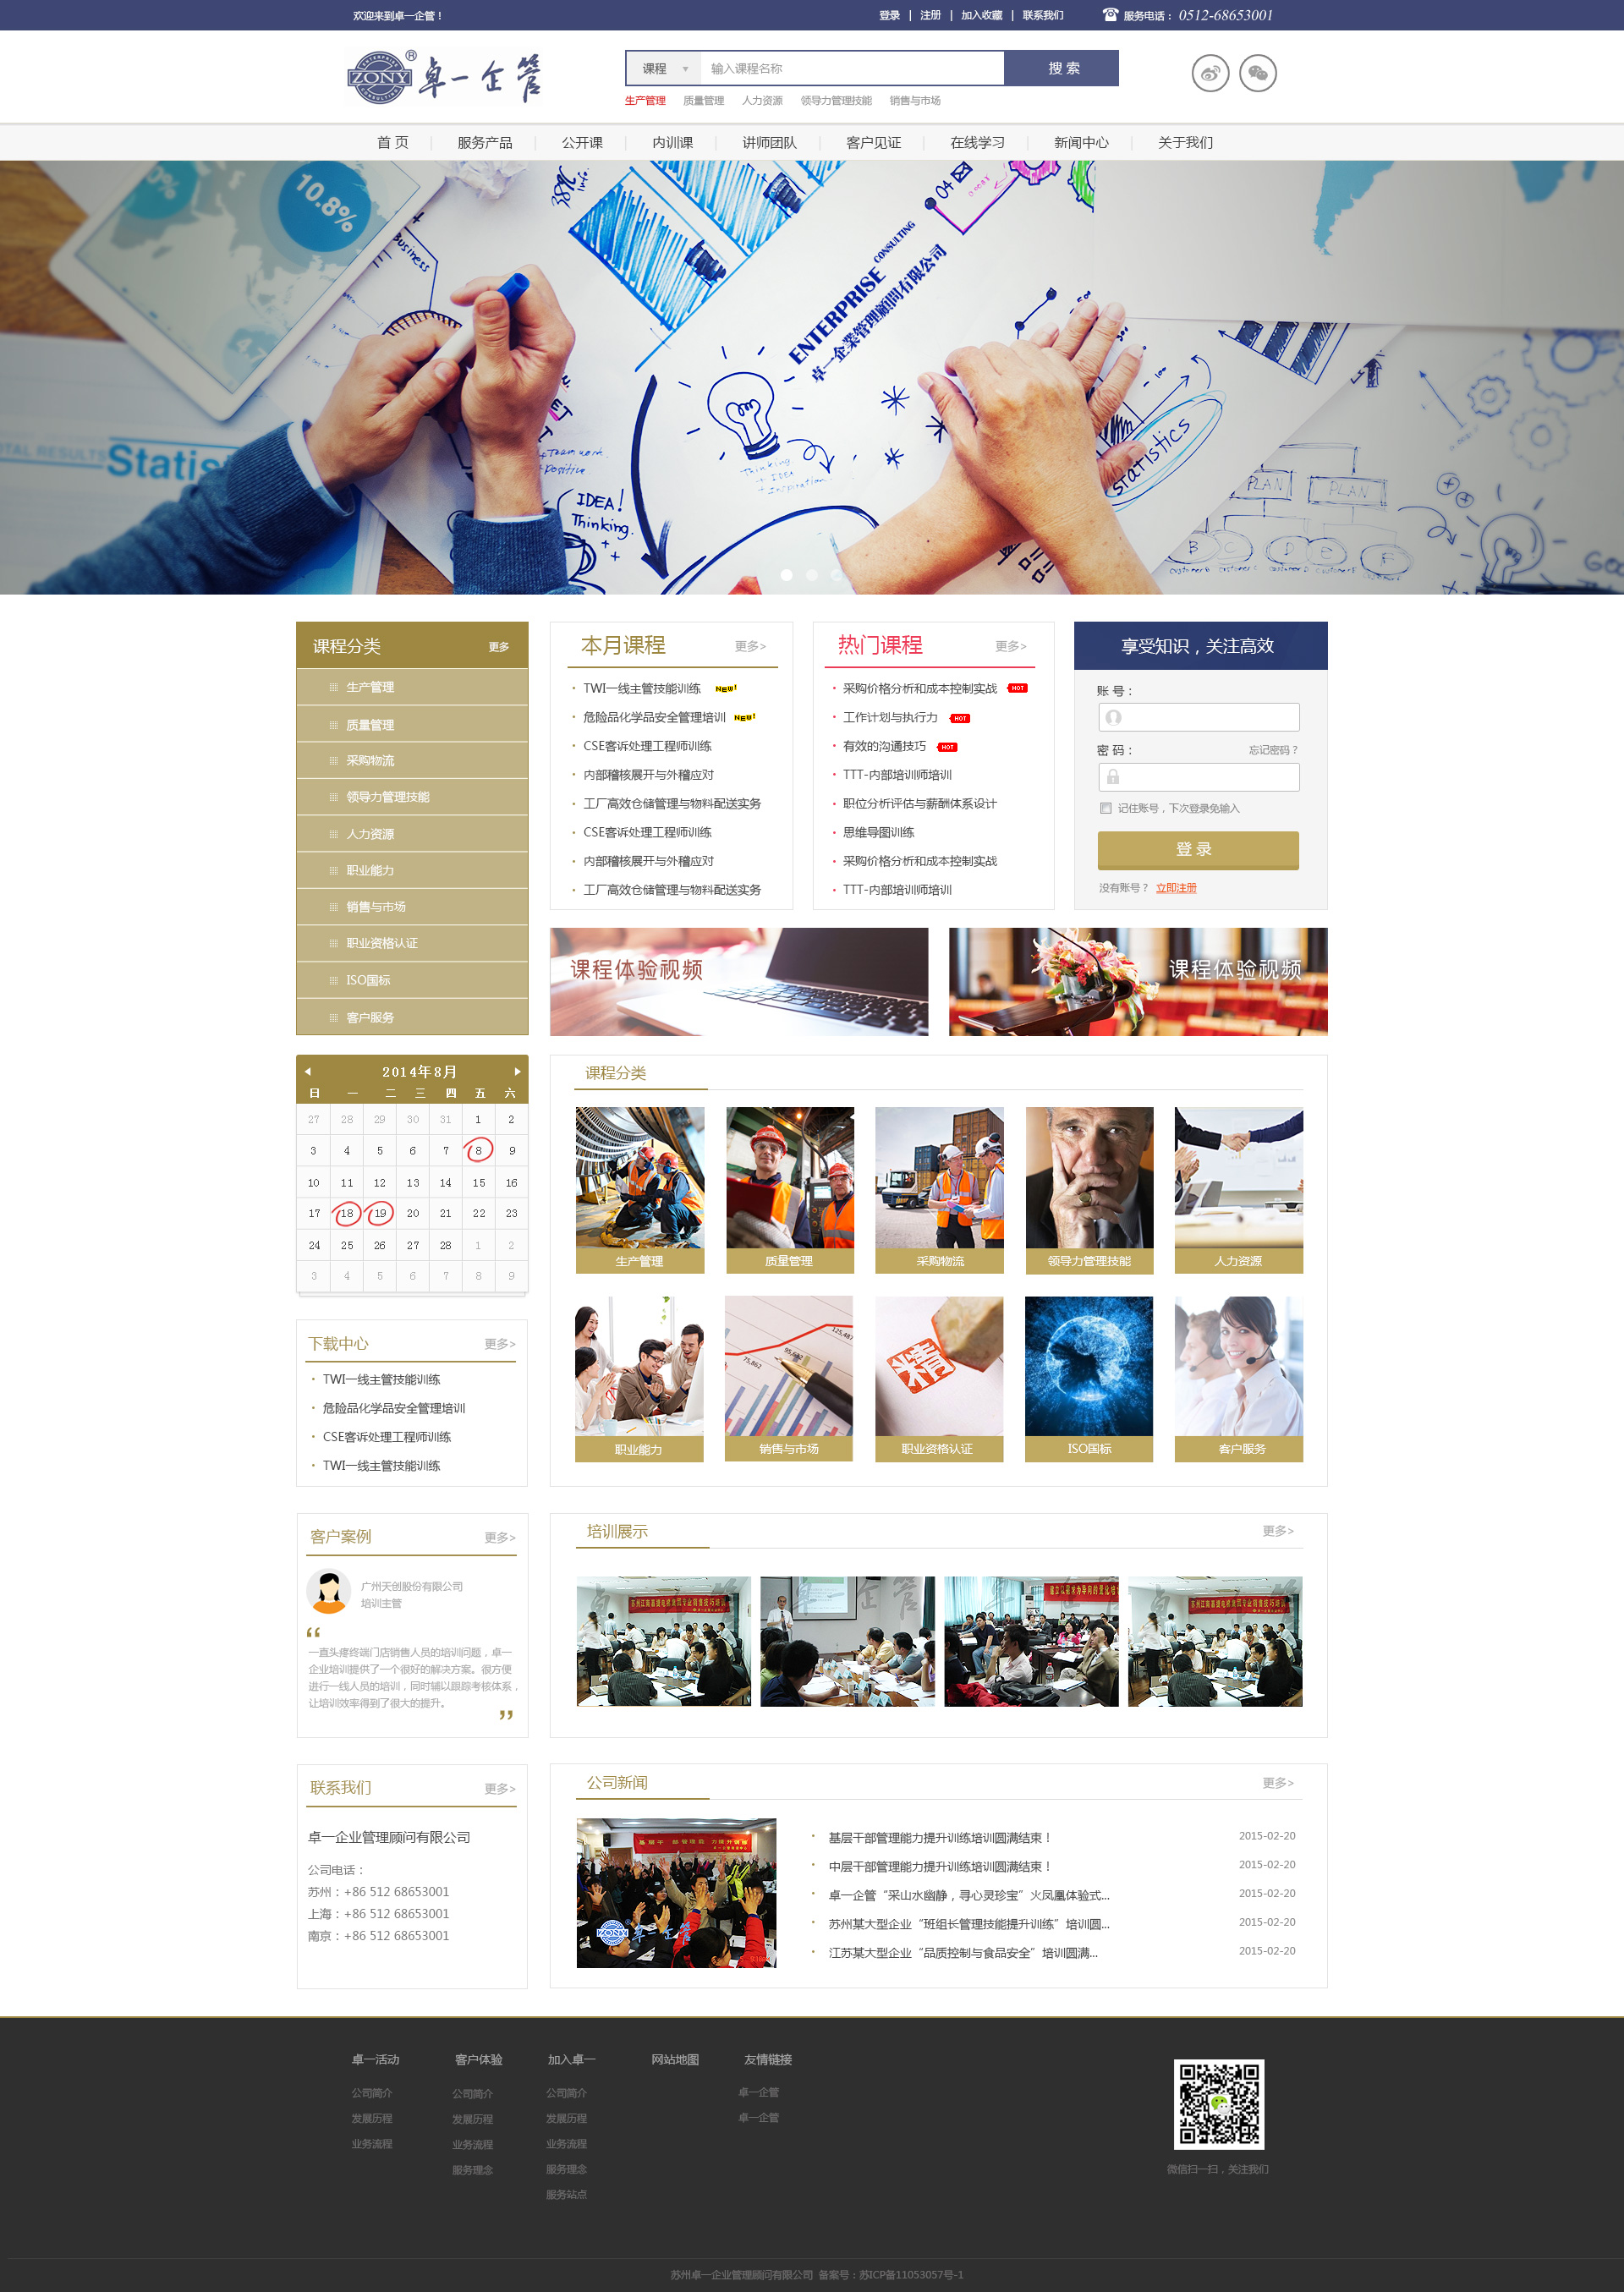 欢迎来到卓一企管！
登录 | 注册 | 加入收藏 | 联系我们
服务电话： 0512-68653001
ZONY ® 卓一企管
课程 输入课程名称 搜 索
生产管理 质量管理 人力资源 领导力管理技能 销售与市场
首 页 服务产品 公开课 内训课 讲师团队 客户见证 在线学习 新闻中心 关于我们
10.8%
38%
Info.
04
CONSULTING
ENTERPRISE
卓一企業管理顧問有限公司
Statis
IDEA!
Thinking.
Team work
Positive
Thinking
+IDEA
+Inspiration
statistics
PLAN
PLAN
PLAN
B C D E
课程分类 更多
生产管理
质量管理
采购物流
领导力管理技能
人力资源
职业能力
销售与市场
职业资格认证
ISO国标
客户服务
本月课程 更多>
TWI一线主管技能训练 NEW!
危险品化学品安全管理培训 NEW!
CSE客诉处理工程师训练
内部稽核展开与外稽应对
工厂高效仓储管理与物料配送实务
CSE客诉处理工程师训练
内部稽核展开与外稽应对
工厂高效仓储管理与物料配送实务
热门课程 更多>
采购价格分析和成本控制实战 HOT
工作计划与执行力 HOT
有效的沟通技巧 HOT
TTT-内部培训师培训
职位分析评估与薪酬体系设计
思维导图训练
采购价格分析和成本控制实战
TTT-内部培训师培训
享受知识，关注高效
账 号：
密 码： 忘记密码？
记住账号，下次登录免输入
登 录
没有账号？ 立即注册
课程体验视频
课程体验视频
2014年8月
日 一 二 三 四 五 六
27 28 29 30 31 1 2
3 4 5 6 7 8 9
10 11 12 13 14 15 16
17 18 19 20 21 22 23
24 25 26 27 28 1 2
3 4 5 6 7 8 9
课程分类
生产管理 质量管理 采购物流 领导力管理技能 人力资源
75,862 95,682 125,487
精
职业能力 销售与市场 职业资格认证 ISO国标 客户服务
下载中心 更多>
TWI一线主管技能训练
危险品化学品安全管理培训
CSE客诉处理工程师训练
TWI一线主管技能训练
客户案例 更多>
广州天创股份有限公司
培训主管
“
一直头疼终端门店销售人员的培训问题，卓一
企业培训提供了一个很好的解决方案。很方便
进行一线人员的培训，同时辅以跟踪考核体系，
让培训效率得到了很大的提升。
”
培训展示 更多>
联系我们 更多>
卓一企业管理顾问有限公司
公司电话：
苏州：+86 512 68653001
上海：+86 512 68653001
南京：+86 512 68653001
公司新闻 更多>
ZONY
基层干部管理能力提升训练培训圆满结束！ 2015-02-20
中层干部管理能力提升训练培训圆满结束！ 2015-02-20
卓一企管“采山水幽静，寻心灵珍宝”火凤凰体验式... 2015-02-20
苏州某大型企业“班组长管理技能提升训练”培训圆... 2015-02-20
江苏某大型企业“品质控制与食品安全”培训圆满... 2015-02-20
卓一活动 客户体验 加入卓一 网站地图 友情链接
公司简介 公司简介 公司简介 卓一企管
发展历程 发展历程 发展历程 卓一企管
业务流程 业务流程 业务流程
服务理念 服务理念
服务站点
微信扫一扫，关注我们
苏州卓一企业管理顾问有限公司 备案号：苏ICP备11053057号-1